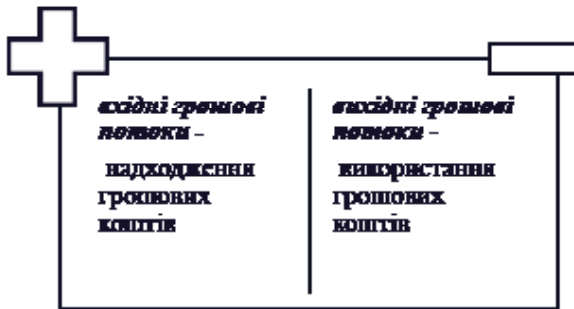 вхідні грошові
потоки –
надходження
грошових
коштів
вихідні грошові
потоки –
використання
грошових
коштів